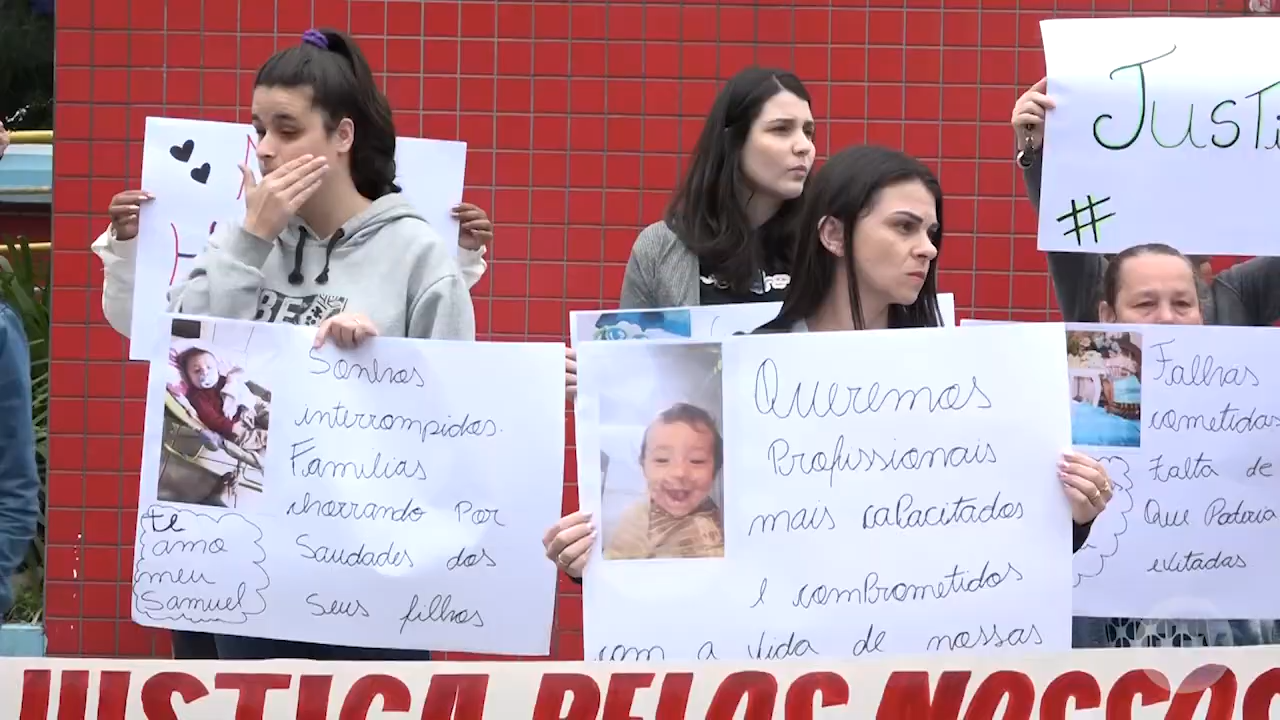 Sonhos
interrompidos.
Familias
chorrando Por
Saudades dos
Seus filhos
te
amo
meu
Samuel
Queremos
Profissionais
mais capacitados
e comprometidos
com a vida de nossas
JusTi
#
Falhas
cometidas
Falta de
Que Poderia
evitadas
JUSTIÇA PELOS NOSSOS